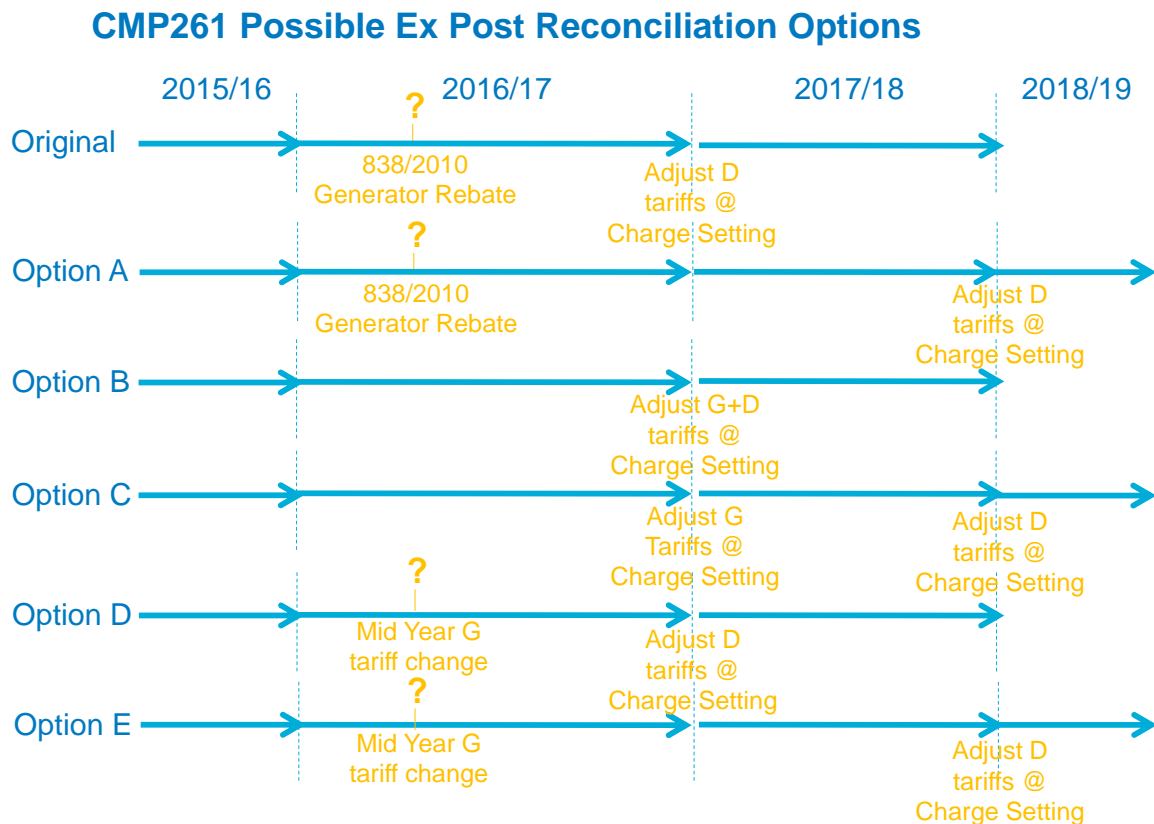 CMP261 Possible Ex Post Reconciliation Options
2015/16
2016/17
2017/18
2018/19
Original
?
838/2010
Generator Rebate
Adjust D
tariffs @
Charge Setting
Option A
?
838/2010
Generator Rebate
Adjust D
tariffs @
Charge Setting
Option B
Adjust G+D
tariffs @
Charge Setting
Option C
Adjust G
Tariffs @
Charge Setting
Adjust D
tariffs @
Charge Setting
Option D
?
Mid Year G
tariff change
Adjust D
tariffs @
Charge Setting
Option E
?
Mid Year G
tariff change
Adjust D
tariffs @
Charge Setting